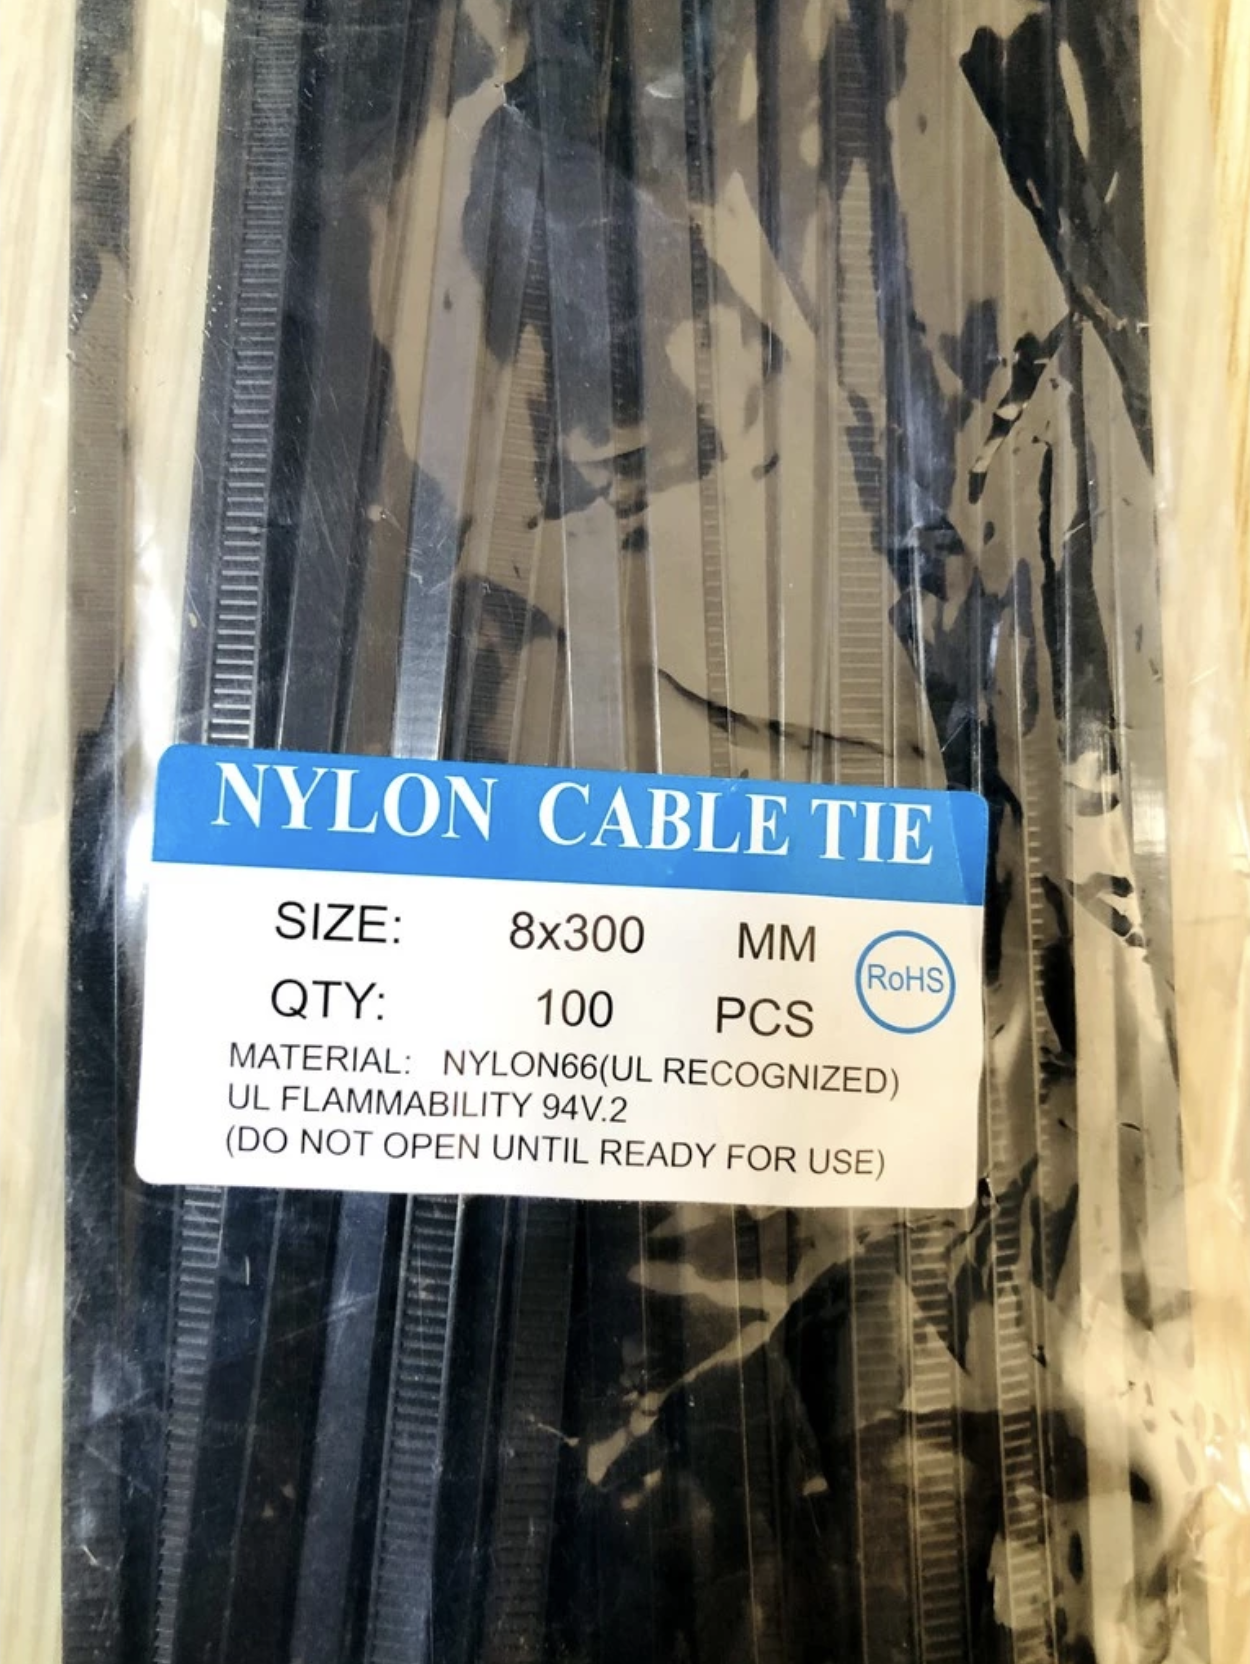 NYLON CABLE TIE
SIZE: 8x300 MM
RoHS
QTY: 100 PCS
MATERIAL: NYLON66(UL RECOGNIZED)
UL FLAMMABILITY 94V.2
(DO NOT OPEN UNTIL READY FOR USE)